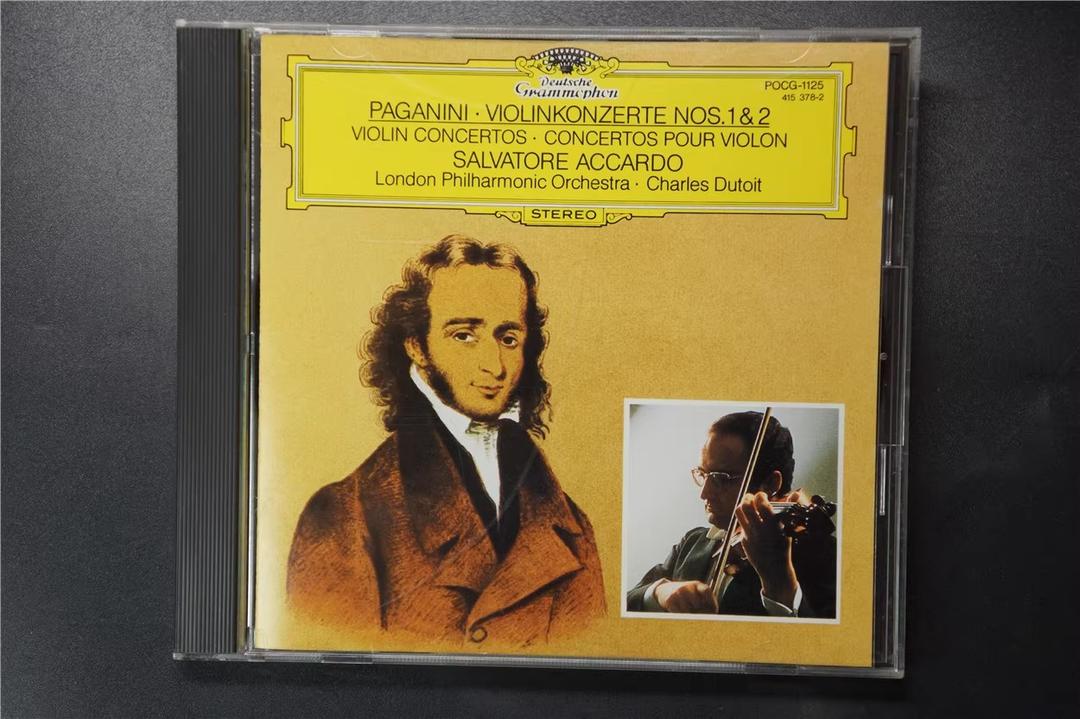 Deutsche
Grammophon
POCG-1125
415 378-2
PAGANINI · VIOLINKONZERTE NOS. 1 & 2
VIOLIN CONCERTOS · CONCERTOS POUR VIOLON
SALVATORE ACCARDO
London Philharmonic Orchestra · Charles Dutoit
STEREO